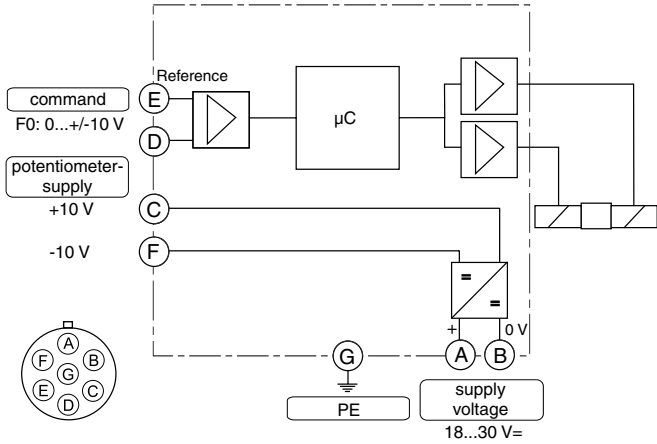 Reference
E
command
F0: 0...+/-10 V
µC
D
potentiometer-
supply
+10 V
C
-10 V
F
=
=
+
0 V
G
A
B
PE
supply
voltage
18...30 V=
A
F
B
G
E
C
D